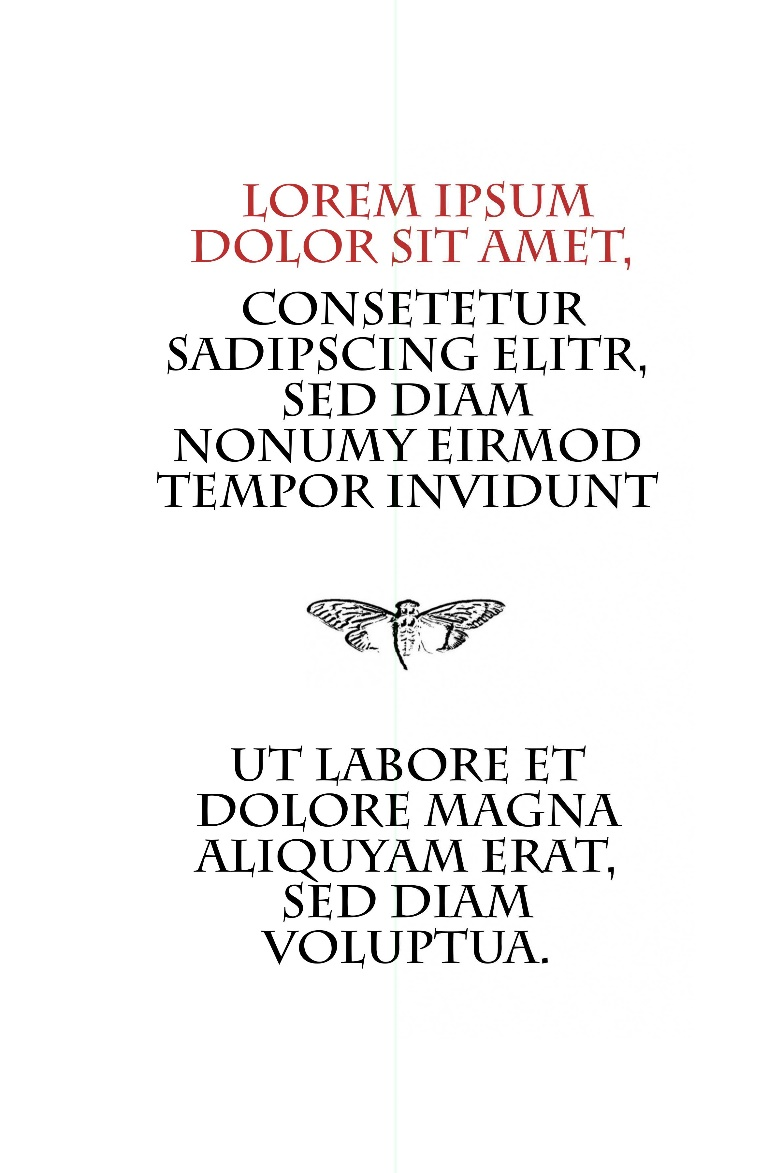 LOREM IPSUM
DOLOR SIT AMET,
CONSETETUR
SADIPSCING ELITR,
SED DIAM
NONUMY EIRMOD
TEMPOR INVIDUNT
UT LABORE ET
DOLORE MAGNA
ALIQUYAM ERAT,
SED DIAM
VOLUPTUA.